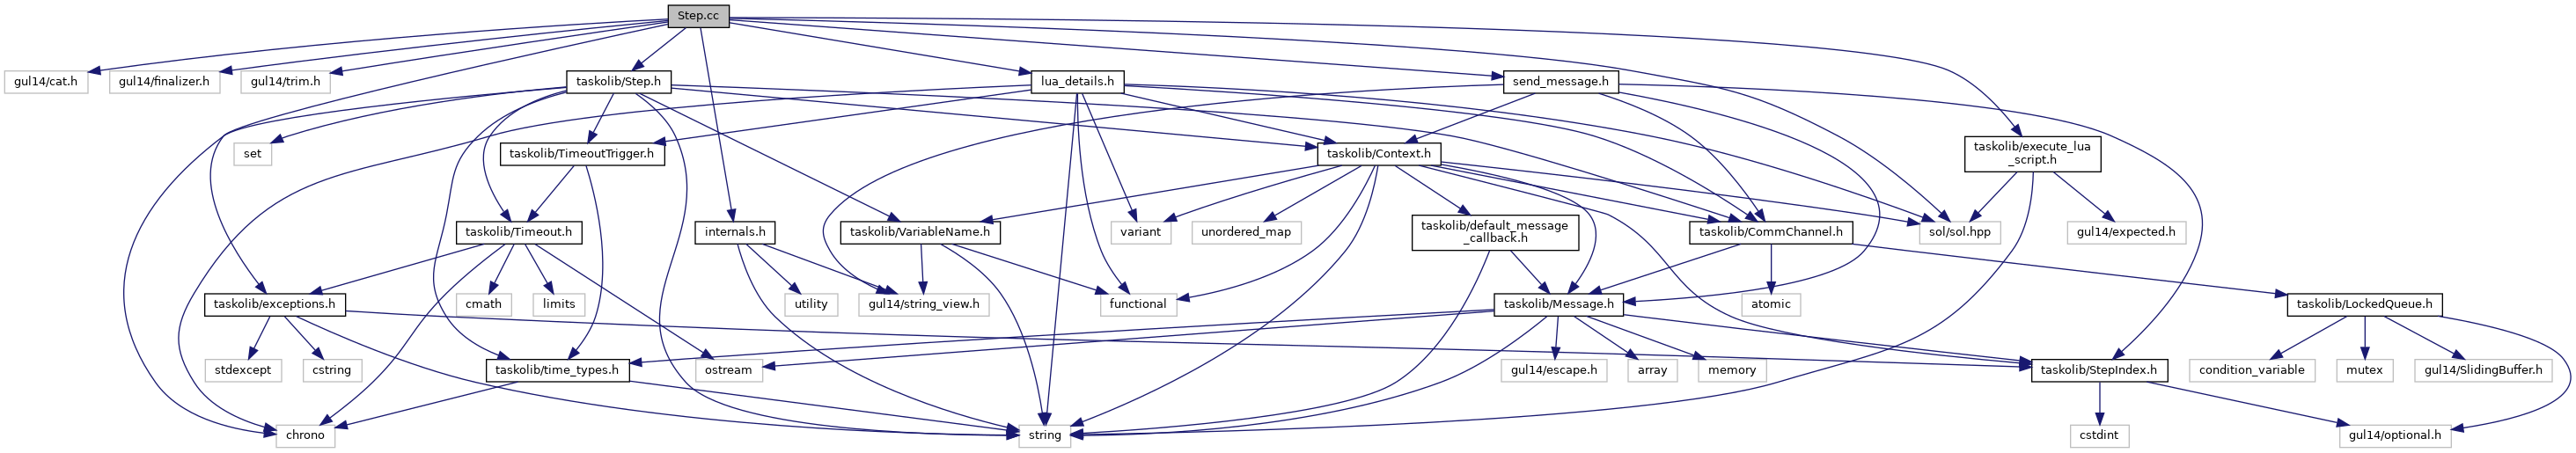 Step.cc
gul14/cat.h
gul14/finalizer.h
gul14/trim.h
taskolib/Step.h
lua_details.h
send_message.h
set
taskolib/TimeoutTrigger.h
taskolib/Context.h
taskolib/execute_lua
_script.h
taskolib/Timeout.h
internals.h
taskolib/VariableName.h
variant
unordered_map
taskolib/default_message
_callback.h
taskolib/CommChannel.h
sol/sol.hpp
gul14/expected.h
taskolib/exceptions.h
cmath
limits
utility
gul14/string_view.h
functional
taskolib/Message.h
atomic
taskolib/LockedQueue.h
stdexcept
cstring
taskolib/time_types.h
ostream
gul14/escape.h
array
memory
taskolib/StepIndex.h
condition_variable
mutex
gul14/SlidingBuffer.h
chrono
string
cstdint
gul14/optional.h